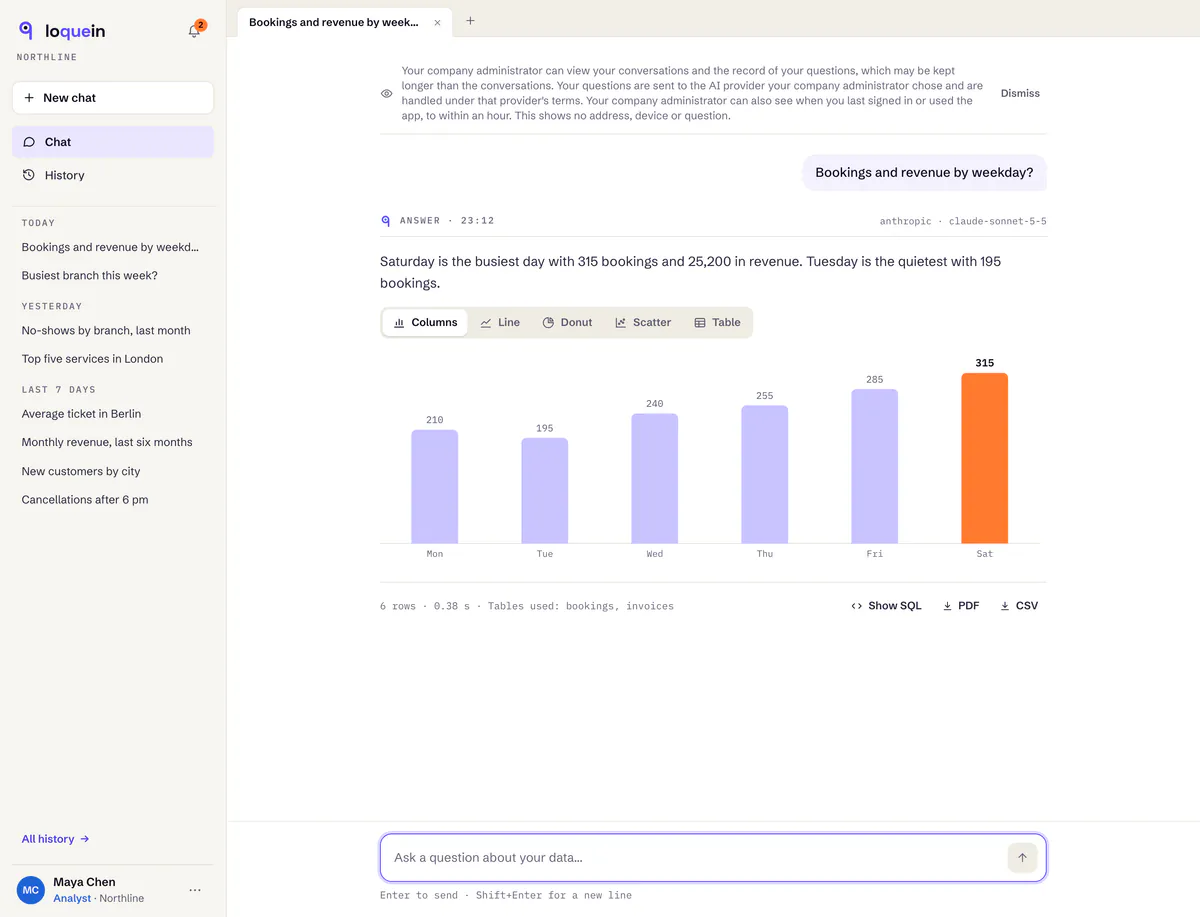 loquein
2
NORTHLINE
New chat
Chat
History
TODAY
Bookings and revenue by weekd...
Busiest branch this week?
YESTERDAY
No-shows by branch, last month
Top five services in London
LAST 7 DAYS
Average ticket in Berlin
Monthly revenue, last six months
New customers by city
Cancellations after 6 pm
All history →
MC
Maya Chen
Analyst · Northline
Bookings and revenue by week...
Your company administrator can view your conversations and the record of your questions, which may be kept
longer than the conversations. Your questions are sent to the AI provider your company administrator chose and are
handled under that provider's terms. Your company administrator can also see when you last signed in or used the
app, to within an hour. This shows no address, device or question.
Dismiss
Bookings and revenue by weekday?
ANSWER · 23:12
anthropic · claude-sonnet-5-5
Saturday is the busiest day with 315 bookings and 25,200 in revenue. Tuesday is the quietest with 195
bookings.
Columns
Line
Donut
Scatter
Table
210
195
240
255
285
315
Mon
Tue
Wed
Thu
Fri
Sat
6 rows · 0.38 s · Tables used: bookings, invoices
Show SQL
PDF
CSV
Ask a question about your data...
Enter to send · Shift+Enter for a new line